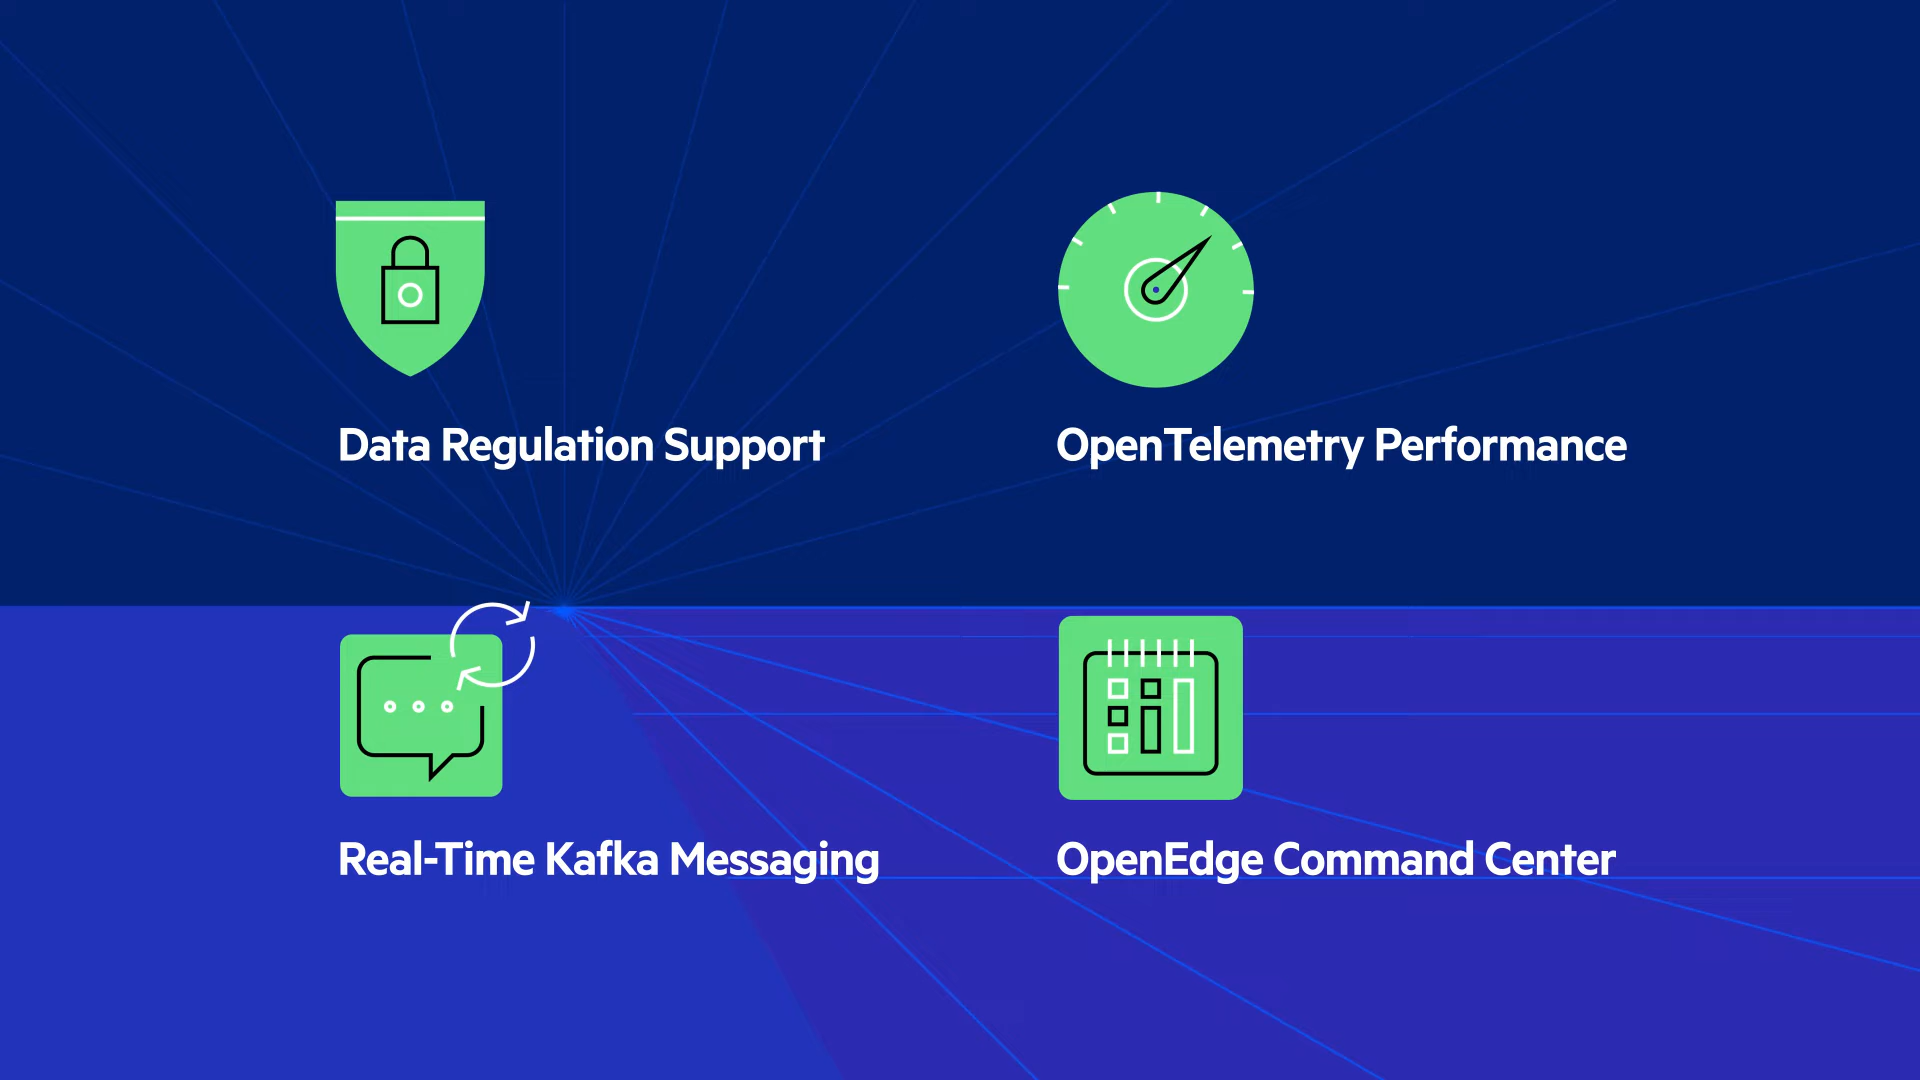 Data Regulation Support
OpenTelemetry Performance
Real-Time Kafka Messaging
OpenEdge Command Center